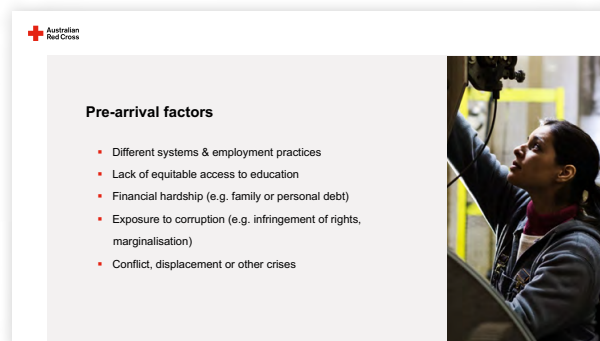 Australian
Red Cross
Pre-arrival factors
▪ Different systems & employment practices
▪ Lack of equitable access to education
▪ Financial hardship (e.g. family or personal debt)
▪ Exposure to corruption (e.g. infringement of rights,
marginalisation)
▪ Conflict, displacement or other crises